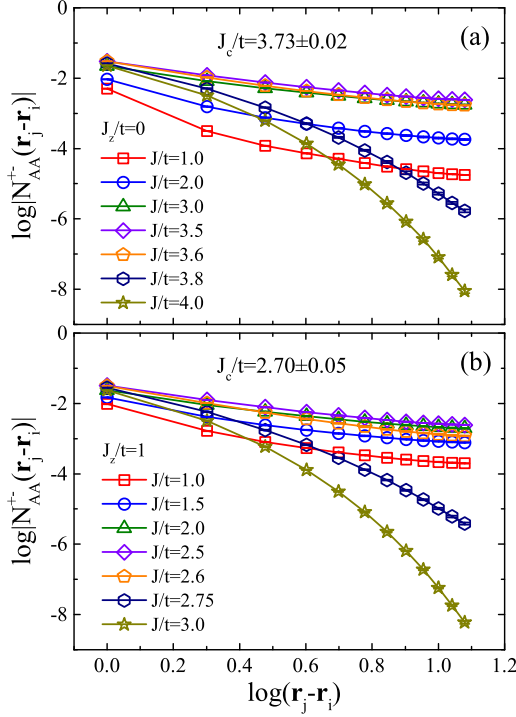 0
J_c/t=3.73±0.02
(a)
-2
log|N_AA^+-(r_j-r_i)|
J_z/t=0
-4
J/t=1.0
J/t=2.0
J/t=3.0
-6
J/t=3.5
J/t=3.6
J/t=3.8
-8
J/t=4.0
0
J_c/t=2.70±0.05
(b)
-2
log|N_AA^+-(r_j-r_i)|
J_z/t=1
-4
J/t=1.0
J/t=1.5
J/t=2.0
-6
J/t=2.5
J/t=2.6
J/t=2.75
-8
J/t=3.0
0.0 0.2 0.4 0.6 0.8 1.0 1.2
log(r_j-r_i)